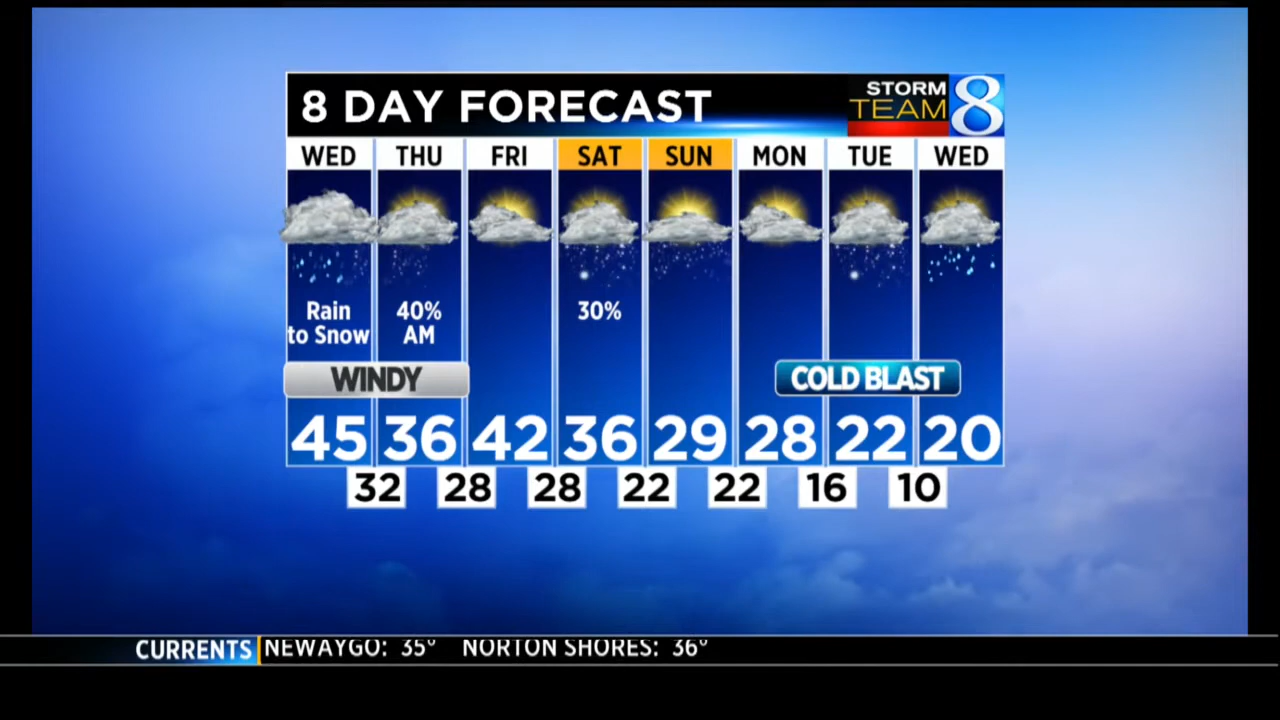 8 DAY FORECAST
STORM
TEAM 8
WED THU FRI SAT SUN MON TUE WED
Rain
to Snow
40%
AM
30%
WINDY
COLD BLAST
45 36 42 36 29 28 22 20
32 28 28 22 22 16 10
CURRENTS NEWAYGO: 35° NORTON SHORES: 36°